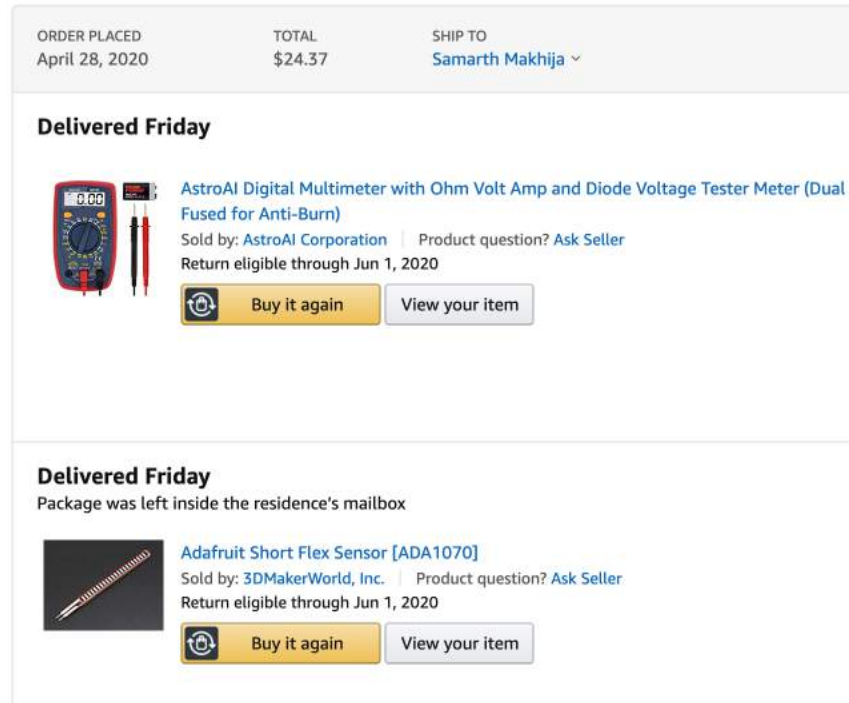 ORDER PLACED TOTAL SHIP TO
April 28, 2020 $24.37 Samarth Makhija
Delivered Friday
0.00
AstroAI Digital Multimeter with Ohm Volt Amp and Diode Voltage Tester Meter (Dual
Fused for Anti-Burn)
Sold by: AstroAI Corporation | Product question? Ask Seller
Return eligible through Jun 1, 2020
Buy it again View your item
Delivered Friday
Package was left inside the residence's mailbox
Adafruit Short Flex Sensor [ADA1070]
Sold by: 3DMakerWorld, Inc. | Product question? Ask Seller
Return eligible through Jun 1, 2020
Buy it again View your item